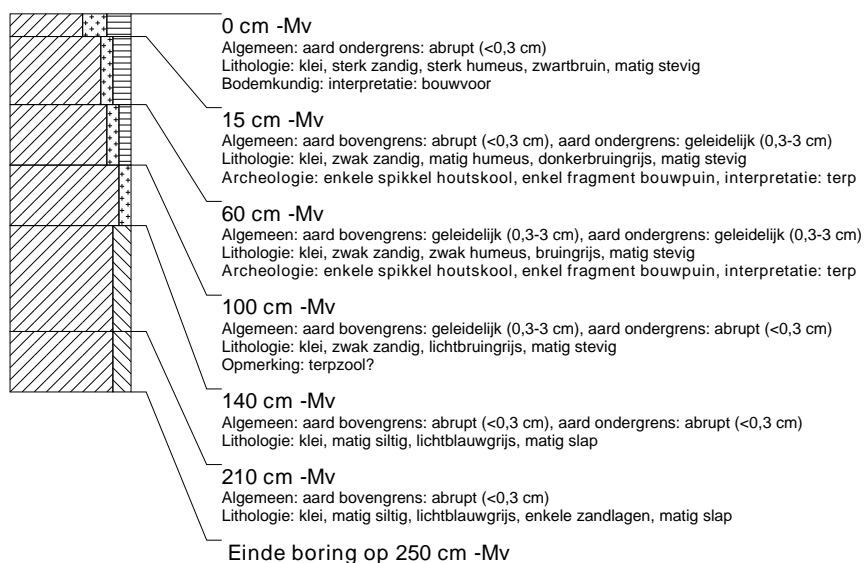 0 cm -Mv
Algemeen: aard ondergrens: abrupt (<0,3 cm)
Lithologie: klei, sterk zandig, sterk humeus, zwartbruin, matig stevig
Bodemkundig: interpretatie: bouwvoor
15 cm -Mv
Algemeen: aard bovengrens: abrupt (<0,3 cm), aard ondergrens: geleidelijk (0,3-3 cm)
Lithologie: klei, zwak zandig, matig humeus, donkerbruingrijs, matig stevig
Archeologie: enkele spikkel houtskool, enkel fragment bouwpuin, interpretatie: terp
60 cm -Mv
Algemeen: aard bovengrens: geleidelijk (0,3-3 cm), aard ondergrens: geleidelijk (0,3-3 cm)
Lithologie: klei, zwak zandig, zwak humeus, bruingrijs, matig stevig
Archeologie: enkele spikkel houtskool, enkel fragment bouwpuin, interpretatie: terp
100 cm -Mv
Algemeen: aard bovengrens: geleidelijk (0,3-3 cm), aard ondergrens: abrupt (<0,3 cm)
Lithologie: klei, zwak zandig, lichtbruingrijs, matig stevig
Opmerking: terpzool?
140 cm -Mv
Algemeen: aard bovengrens: abrupt (<0,3 cm), aard ondergrens: abrupt (<0,3 cm)
Lithologie: klei, matig siltig, lichtblauwgrijs, matig slap
210 cm -Mv
Algemeen: aard bovengrens: abrupt (<0,3 cm)
Lithologie: klei, matig siltig, lichtblauwgrijs, enkele zandlagen, matig slap
Einde boring op 250 cm -Mv